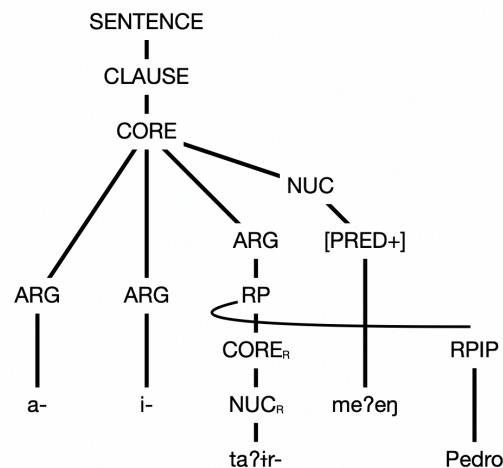 SENTENCE
CLAUSE
CORE
NUC
ARG [PRED+]
ARG ARG RP
CORER RPIP
a- i- NUCR meʔeŋ
taʔɨr- Pedro